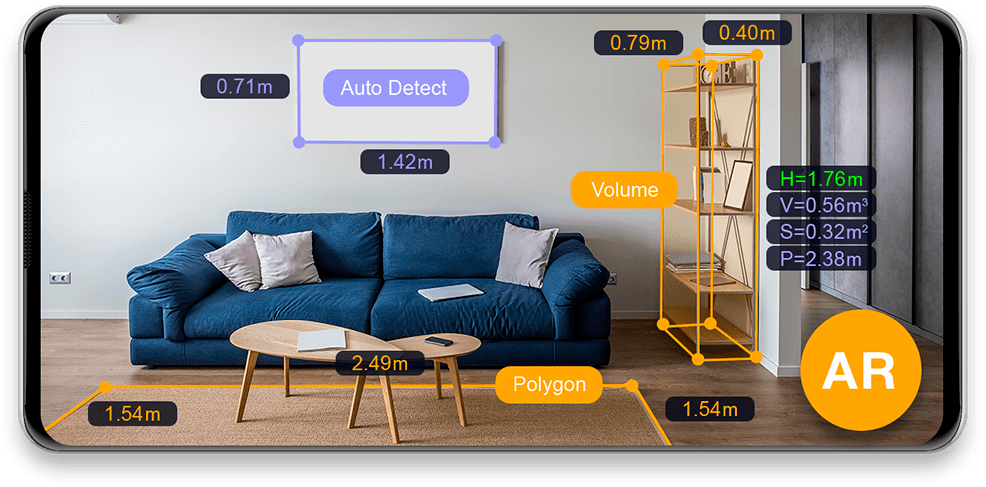 0.79m
0.40m
0.71m
Auto Detect
1.42m
Volume
H=1.76m
V=0.56m³
S=0.32m²
P=2.38m
2.49m
Polygon
1.54m
1.54m
AR